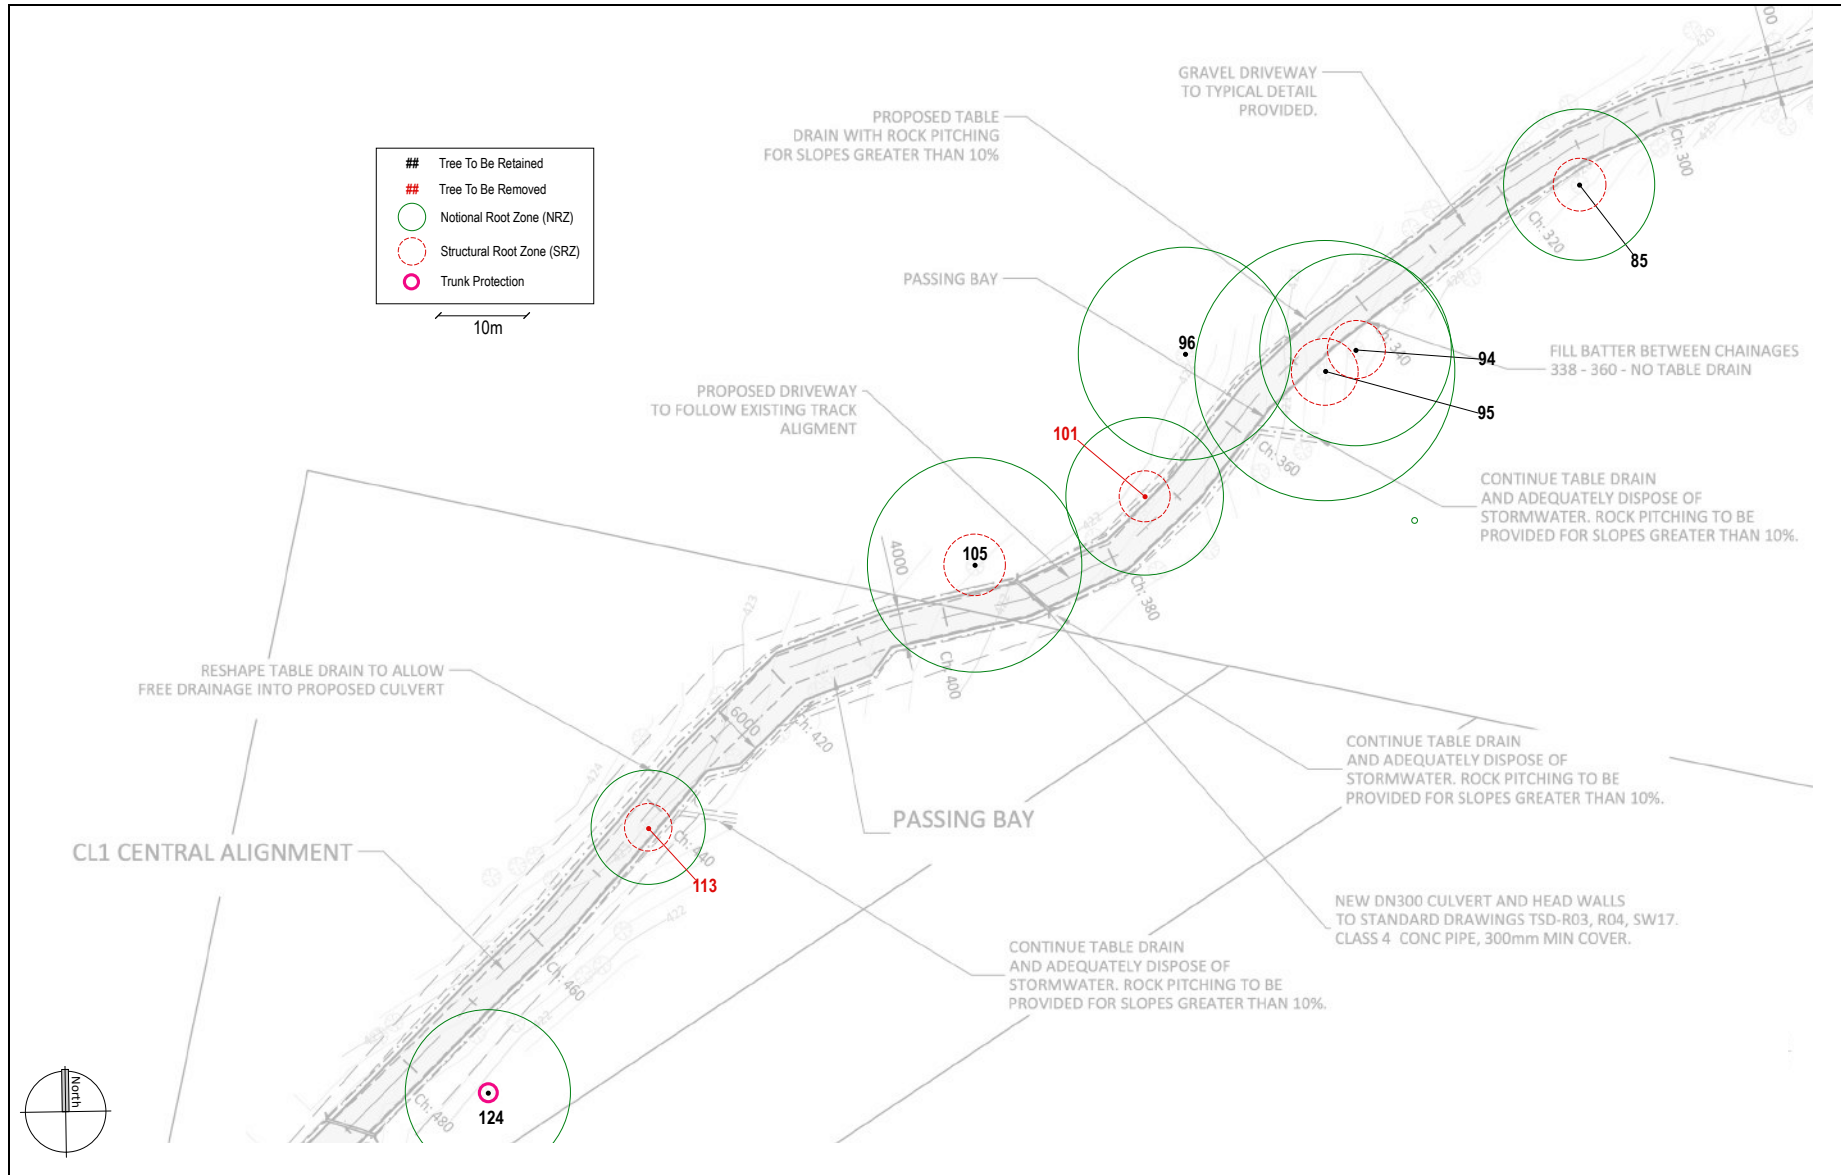 GRAVEL DRIVEWAY
TO TYPICAL DETAIL
PROVIDED.
PROPOSED TABLE
DRAIN WITH ROCK PITCHING
FOR SLOPES GREATER THAN 10%
## Tree To Be Retained
## Tree To Be Removed
Notional Root Zone (NRZ)
Structural Root Zone (SRZ)
Trunk Protection
10m
420
419
Ch: 300
Ch: 320
85
PASSING BAY
96
Ch: 340
94
95
FILL BATTER BETWEEN CHAINAGES
338 - 360 - NO TABLE DRAIN
PROPOSED DRIVEWAY
TO FOLLOW EXISTING TRACK
ALIGMENT
101
Ch: 360
CONTINUE TABLE DRAIN
AND ADEQUATELY DISPOSE OF
STORMWATER. ROCK PITCHING TO BE
PROVIDED FOR SLOPES GREATER THAN 10%.
422
4000
105
Ch: 380
423
Ch: 400
RESHAPE TABLE DRAIN TO ALLOW
FREE DRAINAGE INTO PROPOSED CULVERT
6000
Ch: 420
CONTINUE TABLE DRAIN
AND ADEQUATELY DISPOSE OF
STORMWATER. ROCK PITCHING TO BE
PROVIDED FOR SLOPES GREATER THAN 10%.
424
PASSING BAY
CL1 CENTRAL ALIGNMENT
Ch: 440
113
422
NEW DN300 CULVERT AND HEAD WALLS
TO STANDARD DRAWINGS TSD-R03, R04, SW17.
CLASS 4 CONC PIPE, 300mm MIN COVER.
CONTINUE TABLE DRAIN
AND ADEQUATELY DISPOSE OF
STORMWATER. ROCK PITCHING TO BE
PROVIDED FOR SLOPES GREATER THAN 10%.
Ch: 460
422
Ch: 480
124
North